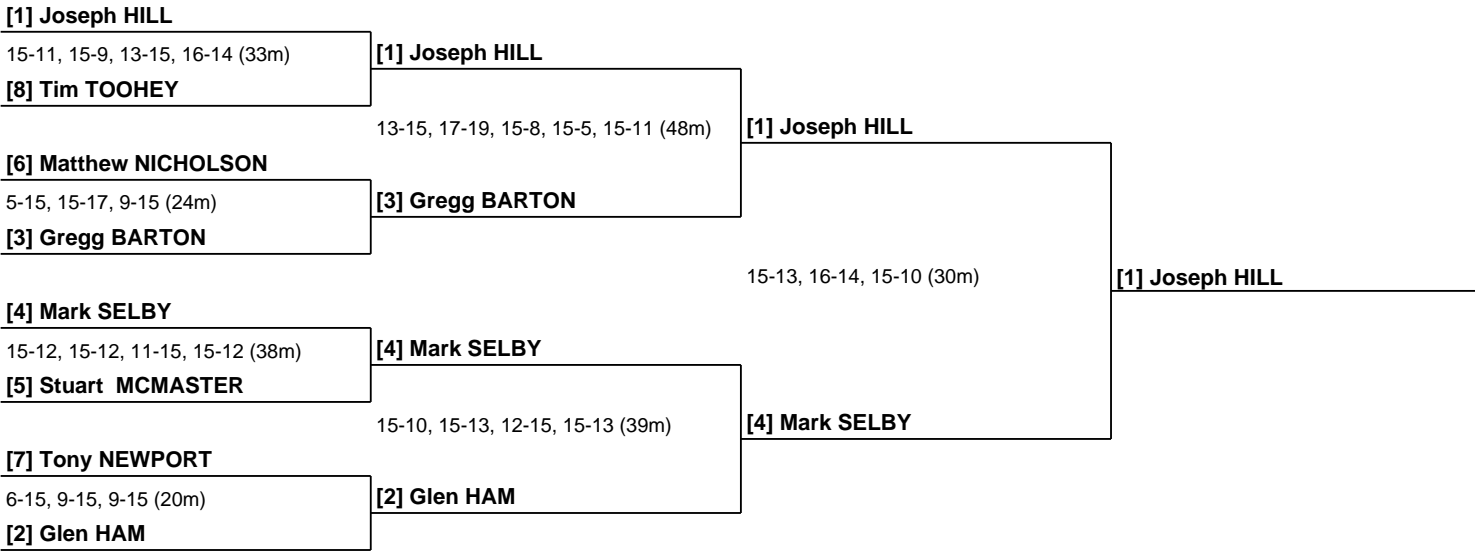 [1] Joseph HILL
15-11, 15-9, 13-15, 16-14 (33m)
[8] Tim TOOHEY
[6] Matthew NICHOLSON
5-15, 15-17, 9-15 (24m)
[3] Gregg BARTON
[4] Mark SELBY
15-12, 15-12, 11-15, 15-12 (38m)
[5] Stuart  MCMASTER
[7] Tony NEWPORT
6-15, 9-15, 9-15 (20m)
[2] Glen HAM
[1] Joseph HILL
13-15, 17-19, 15-8, 15-5, 15-11 (48m)
[3] Gregg BARTON
[4] Mark SELBY
15-10, 15-13, 12-15, 15-13 (39m)
[2] Glen HAM
[1] Joseph HILL
15-13, 16-14, 15-10 (30m)
[4] Mark SELBY
[1] Joseph HILL